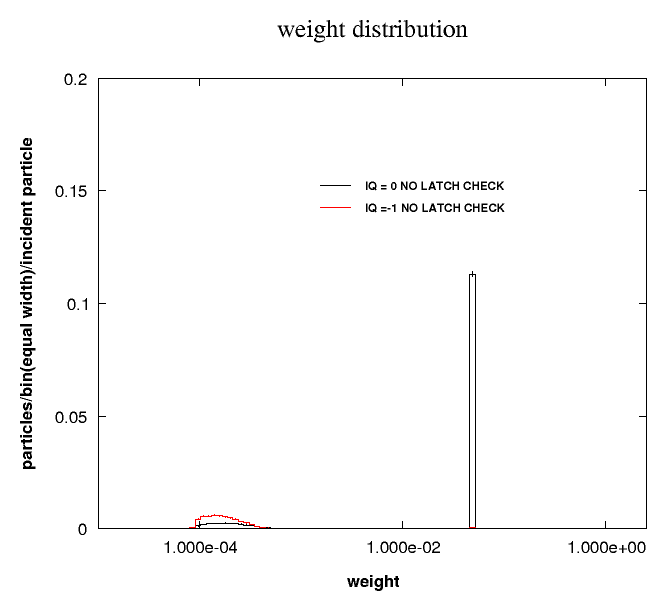 weight distribution
0.2
0.15
0.1
0.05
0
particles/bin(equal width)/incident particle
IQ = 0 NO LATCH CHECK
IQ =-1 NO LATCH CHECK
1.000e-04 1.000e-02 1.000e+00
weight